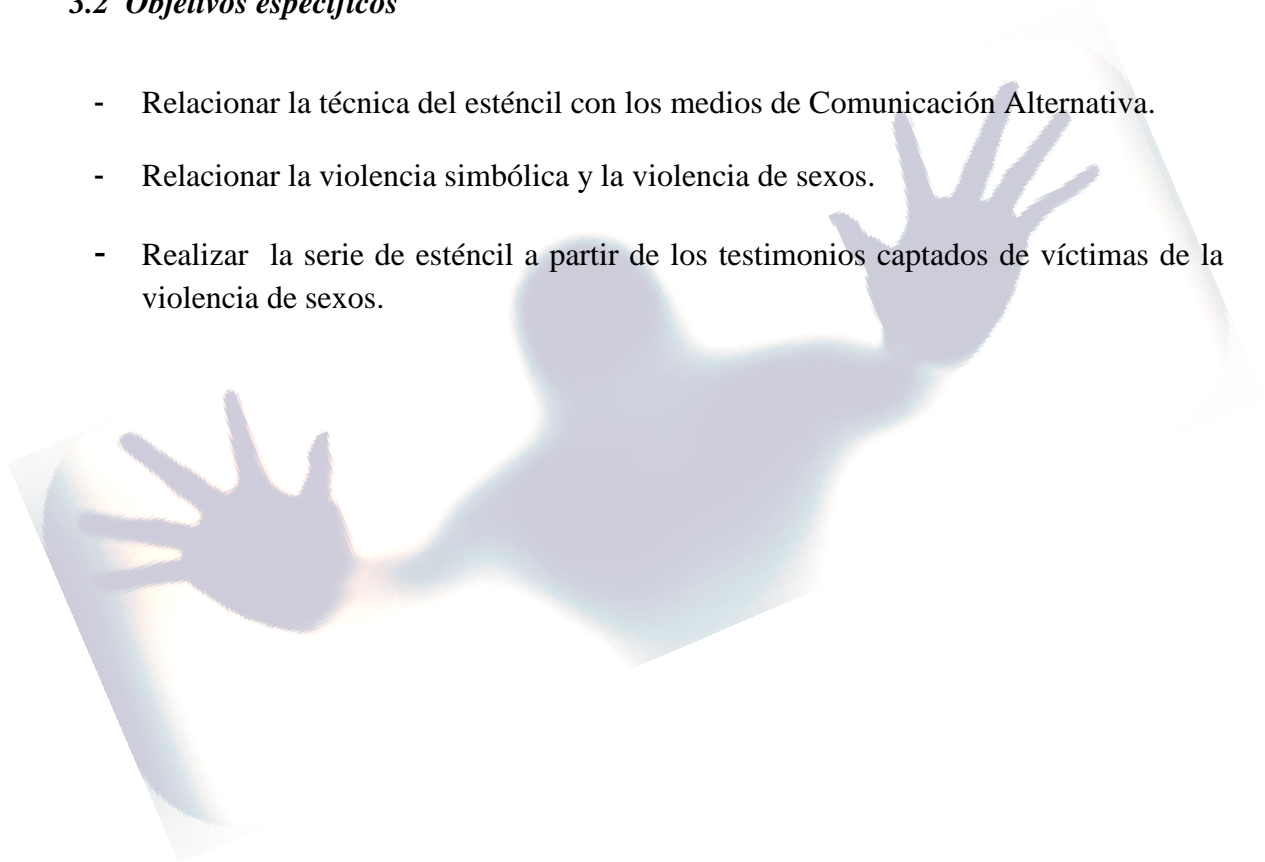 3.2 Objetivos específicos
- Relacionar la técnica del esténcil con los medios de Comunicación Alternativa.
- Relacionar la violencia simbólica y la violencia de sexos.
- Realizar la serie de esténcil a partir de los testimonios captados de víctimas de la
violencia de sexos.